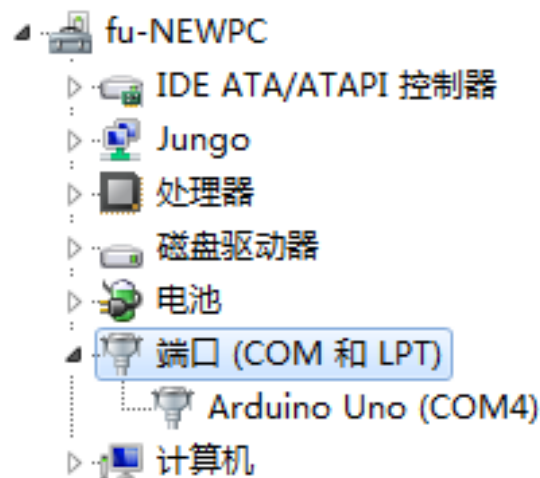 fu-NEWPC
IDE ATA/ATAPI 控制器
Jungo
处理器
磁盘驱动器
电池
端口 (COM 和 LPT)
Arduino Uno (COM4)
计算机